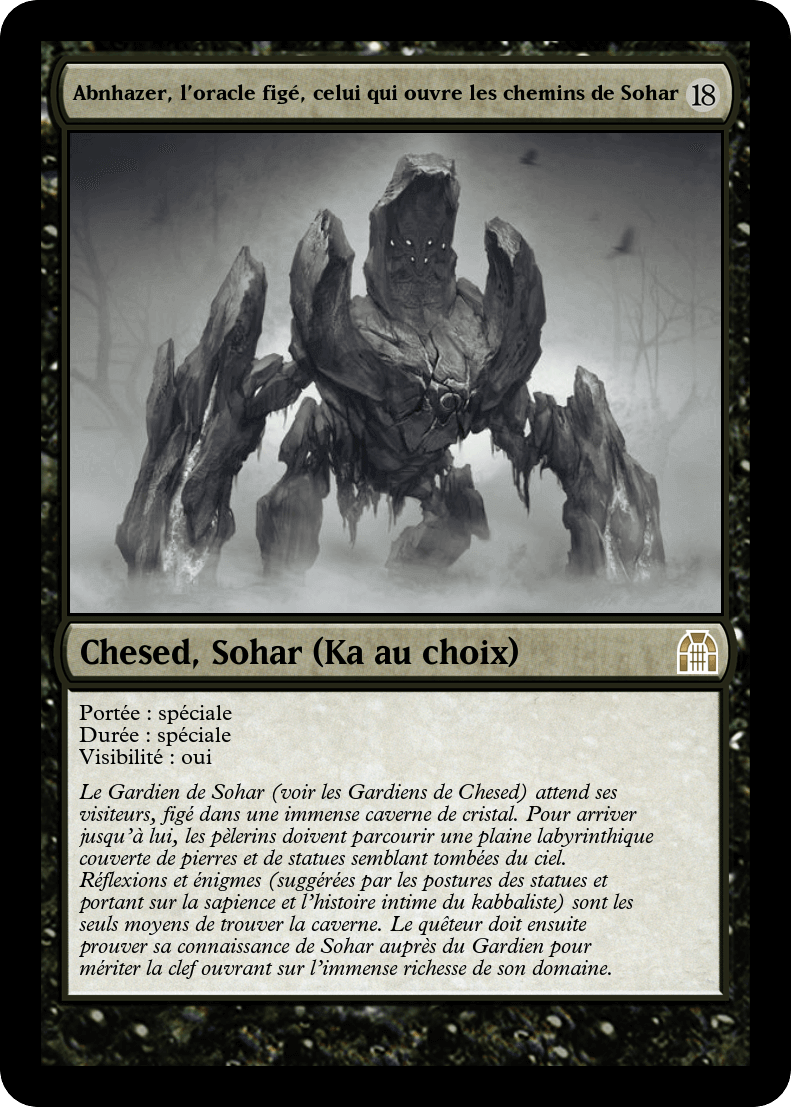 Abnhazer, l'oracle figé, celui qui ouvre les chemins de Sohar 18
Chesed, Sohar (Ka au choix)
Portée : spéciale
Durée : spéciale
Visibilité : oui
Le Gardien de Sohar (voir les Gardiens de Chesed) attend ses
visiteurs, figé dans une immense caverne de cristal. Pour arriver
jusqu'à lui, les pèlerins doivent parcourir une plaine labyrinthique
couverte de pierres et de statues semblant tombées du ciel.
Réflexions et énigmes (suggérées par les postures des statues et
portant sur la sapience et l'histoire intime du kabbaliste) sont les
seuls moyens de trouver la caverne. Le quêteur doit ensuite
prouver sa connaissance de Sohar auprès du Gardien pour
mériter la clef ouvrant sur l'immense richesse de son domaine.